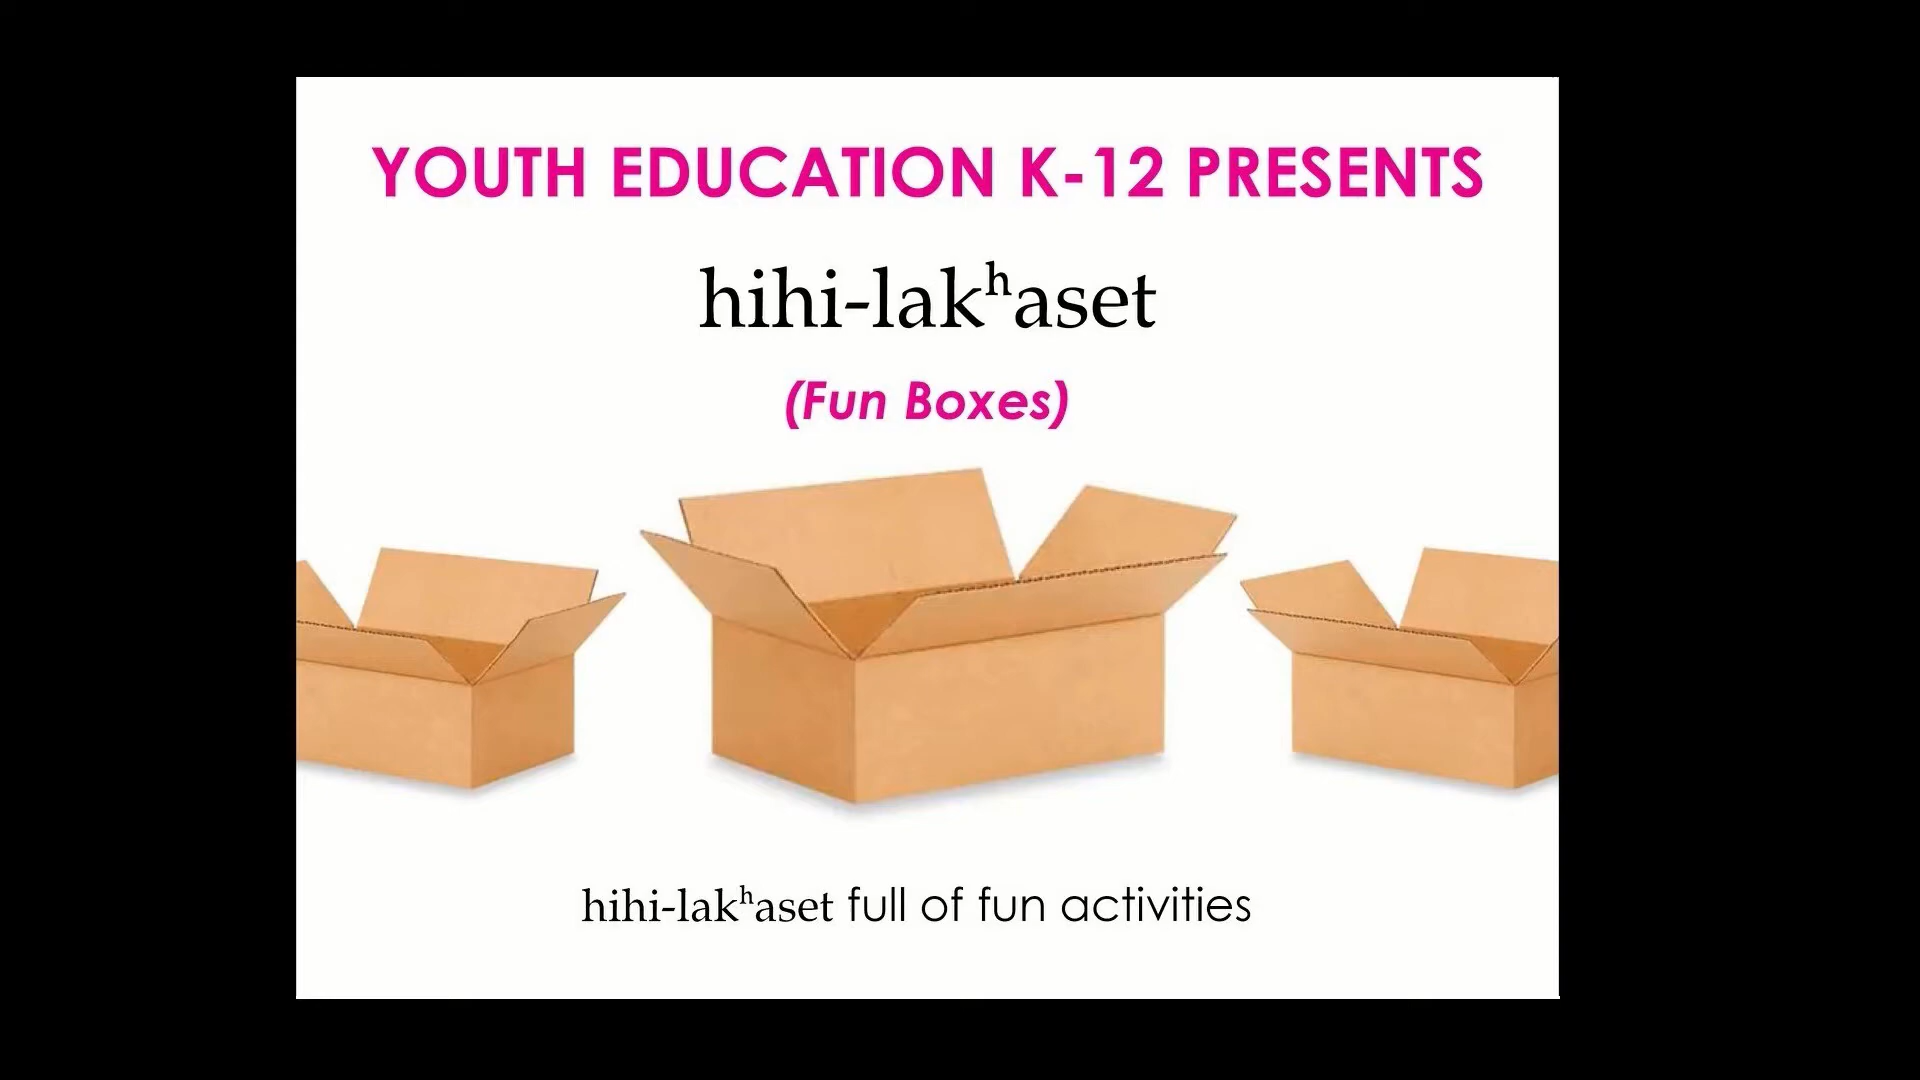 YOUTH EDUCATION K-12 PRESENTS
hihi-lakʰaset
(Fun Boxes)
hihi-lakʰaset full of fun activities